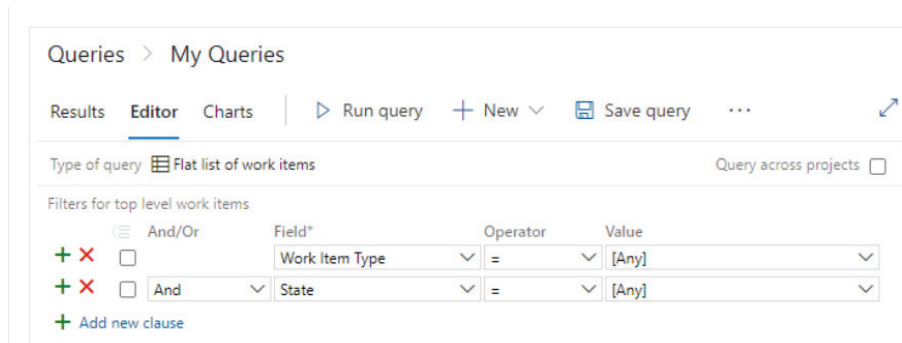 Queries > My Queries
Results Editor Charts Run query New Save query ...
Type of query Flat list of work items Query across projects
Filters for top level work items
And/Or Field* Operator Value
Work Item Type = [Any]
And State = [Any]
Add new clause